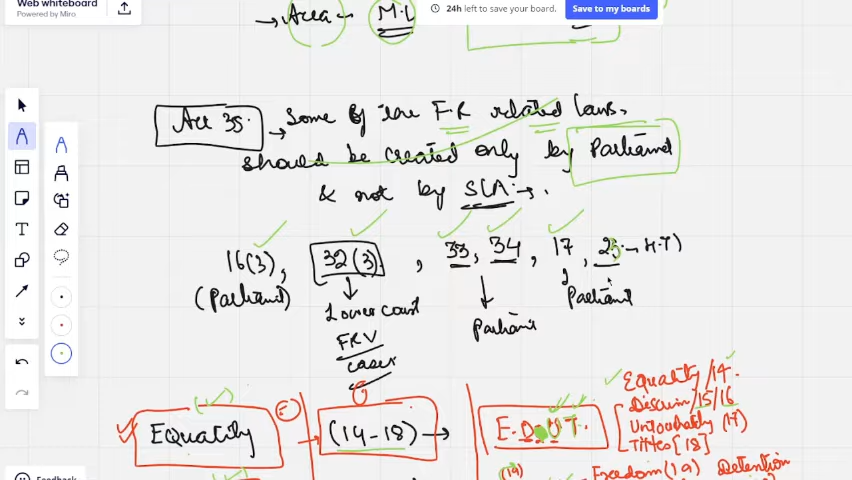 Web whiteboard
Powered by Miro
24h left to save your board.
Save to my boards
→ Area - M.L
Art 35. → Some of the F.R related laws.
should be created only by Parliament
& not by SLA. → .
16(3), 32(3). , 33, 34, 17, 23. → H.T)
(Parliament) Lower court Parliament Parliament
FRV
cases
Equality (14-18) → E.D.U.T.
Equality /14.
Discrim /15/16
Untouchably (17)
Titles [18]
(19) Freedom (19) Detention
Feedback